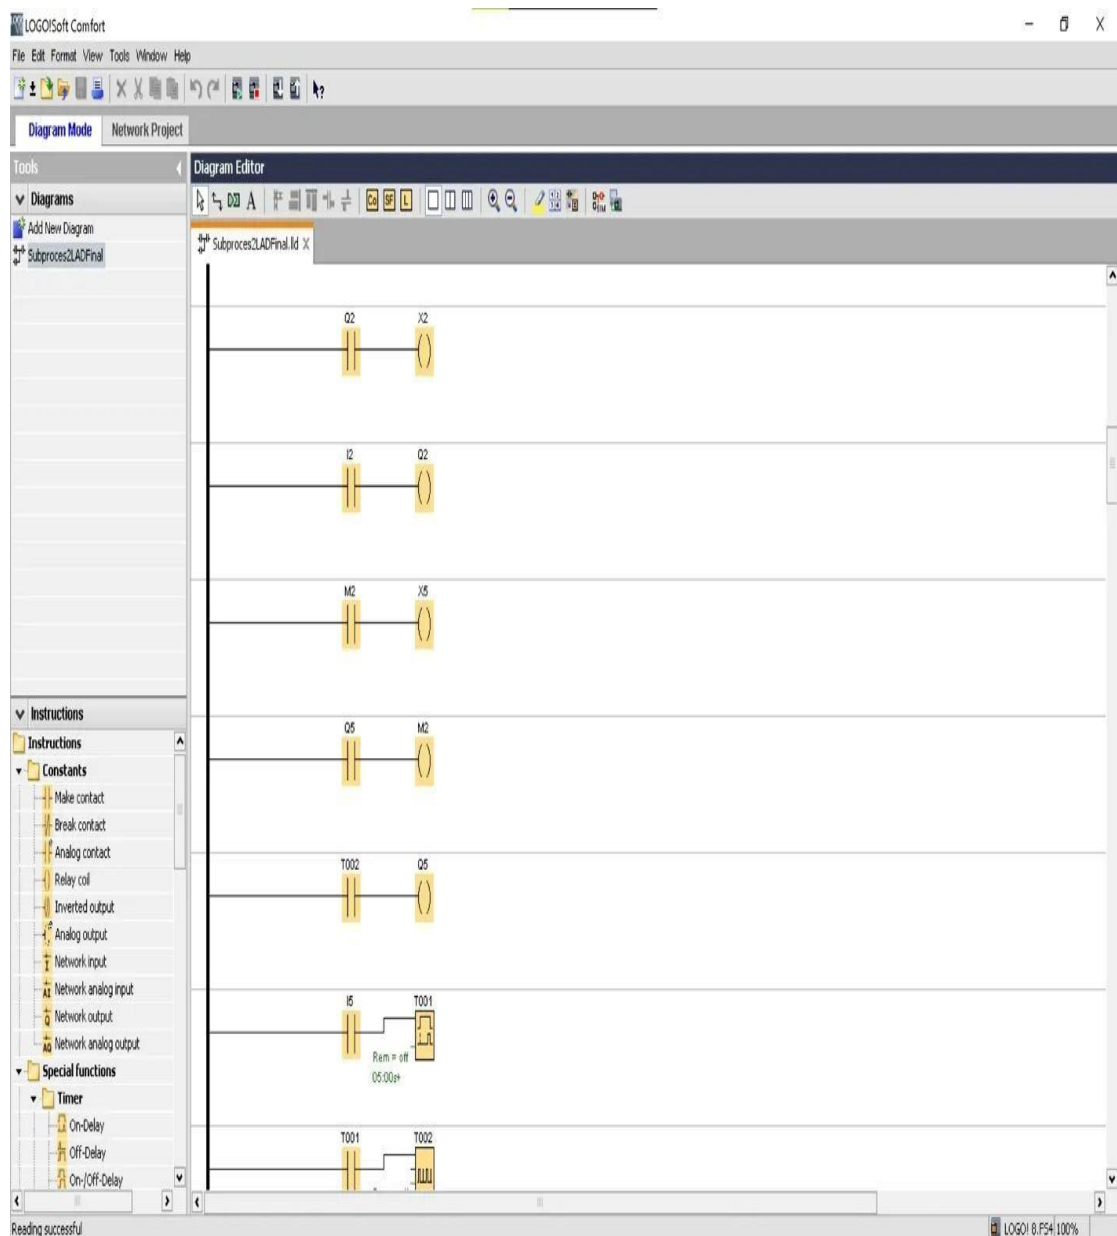 LOGO!Soft Comfort
File Edit Format View Tools Window Help
Diagram Mode Network Project
Tools
Diagram Editor
Diagrams
Add New Diagram
Subproces2LADFinal
Subproces2LADFinal.lld X
Co SF L
Q2 X2
I2 Q2
M2 X5
Q5 M2
T002 Q5
I5 T001
Rem = off
05:00s+
T001 T002
Instructions
Instructions
Constants
Make contact
Break contact
Analog contact
Relay coil
Inverted output
Analog output
Network input
Network analog input
Network output
Network analog output
Special functions
Timer
On-Delay
Off-Delay
On-/Off-Delay
Reading successful
LOGO! 8.FS4 100%